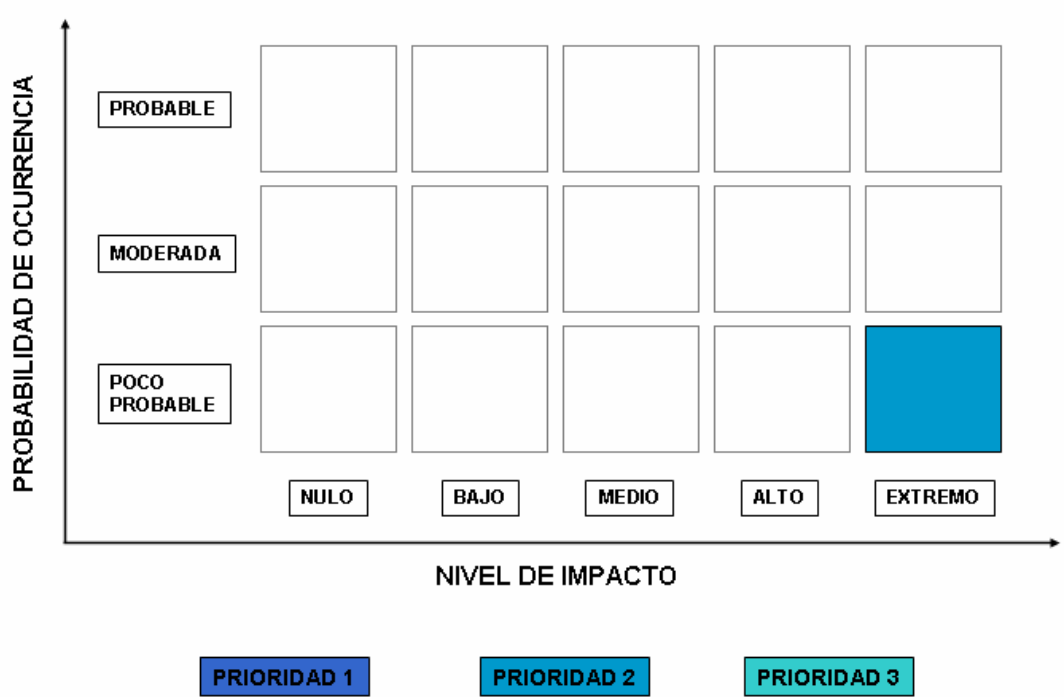 PROBABILIDAD DE OCURRENCIA
PROBABLE
MODERADA
POCO
PROBABLE
NULO
BAJO
MEDIO
ALTO
EXTREMO
NIVEL DE IMPACTO
PRIORIDAD 1
PRIORIDAD 2
PRIORIDAD 3